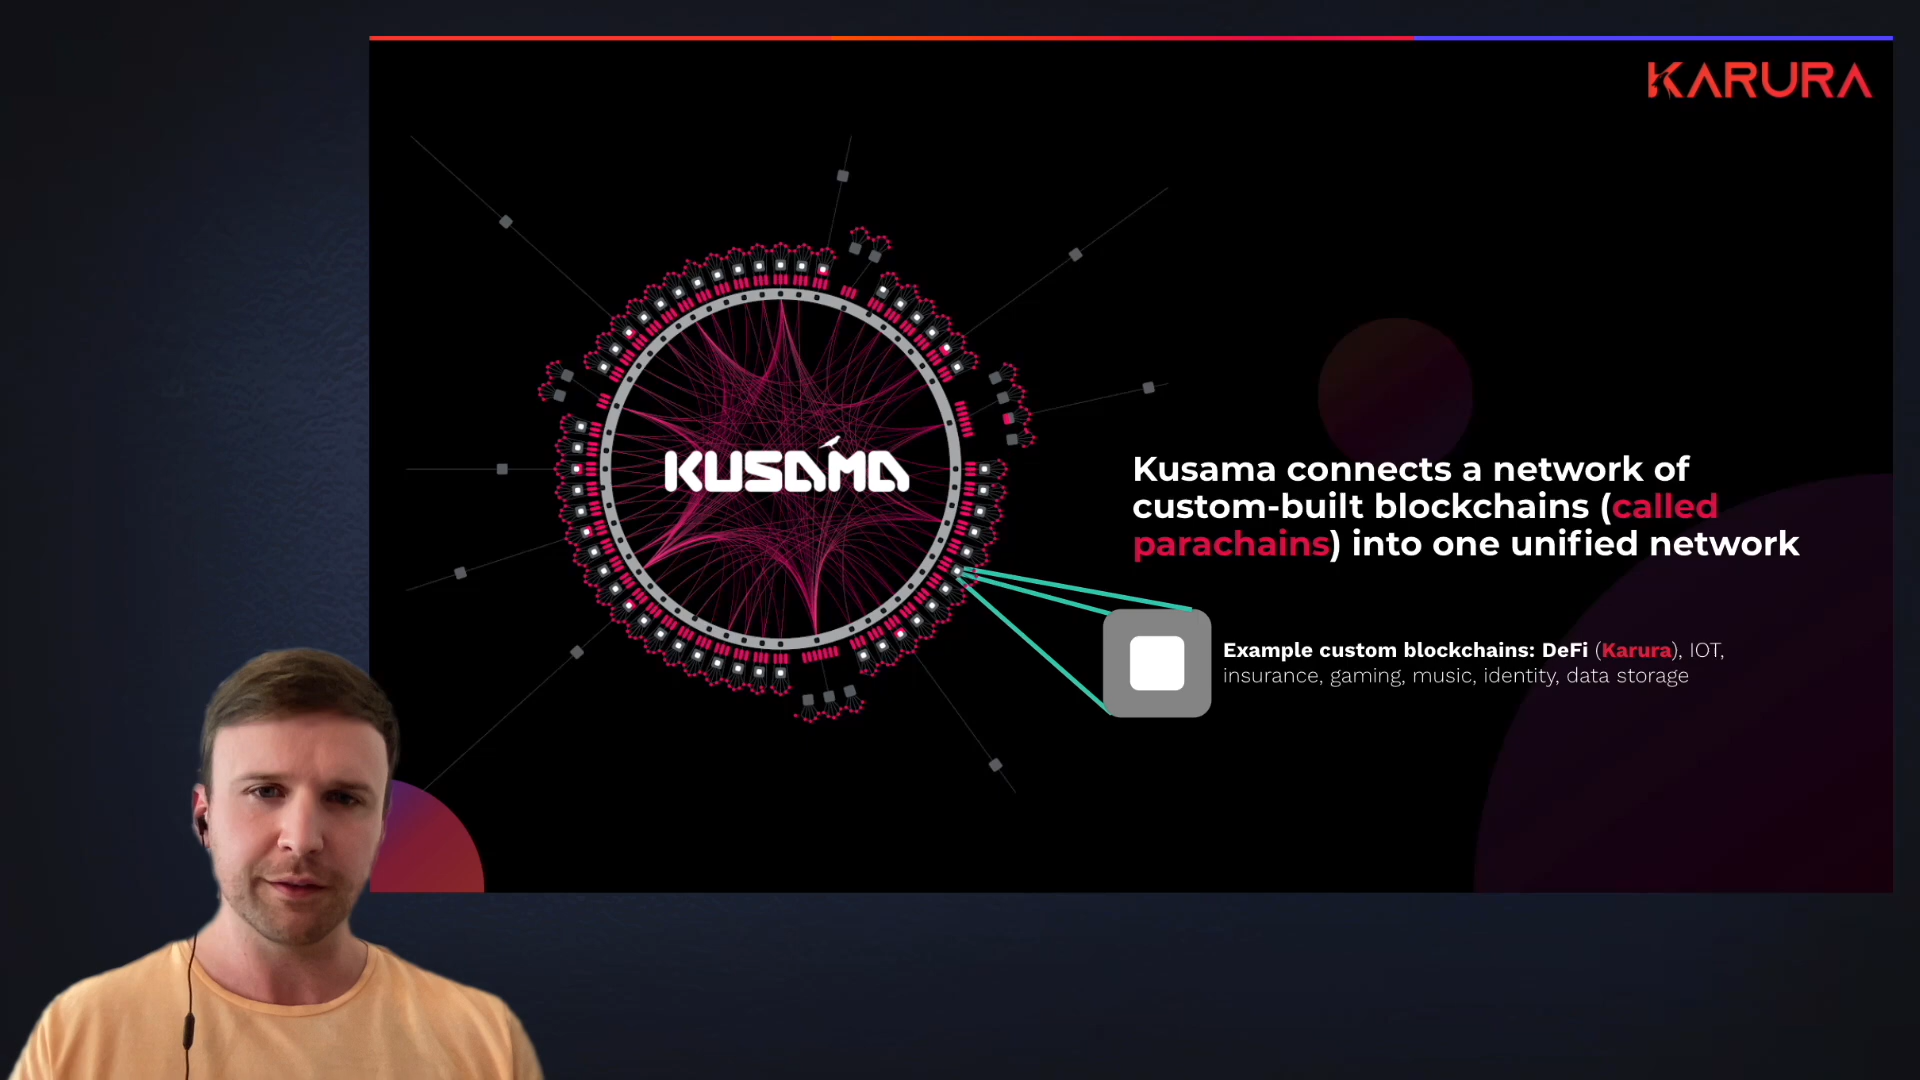 KARURA
KUSAMA
Kusama connects a network of
custom-built blockchains (called
parachains) into one unified network
Example custom blockchains: DeFi (Karura), IOT,
insurance, gaming, music, identity, data storage